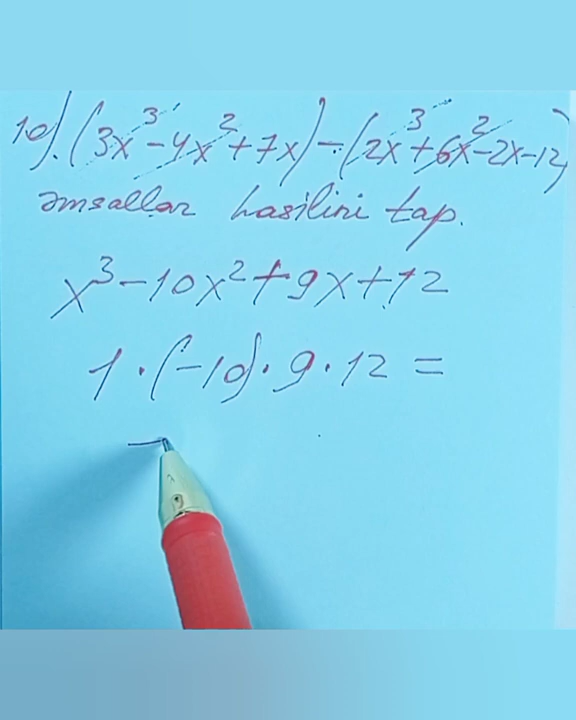 10). (3x³-4x²+7x)-(2x³+6x²-2x-12)
əmsallar hasilini tap.
x³-10x²+9x+12
1·(-10)·9·12=